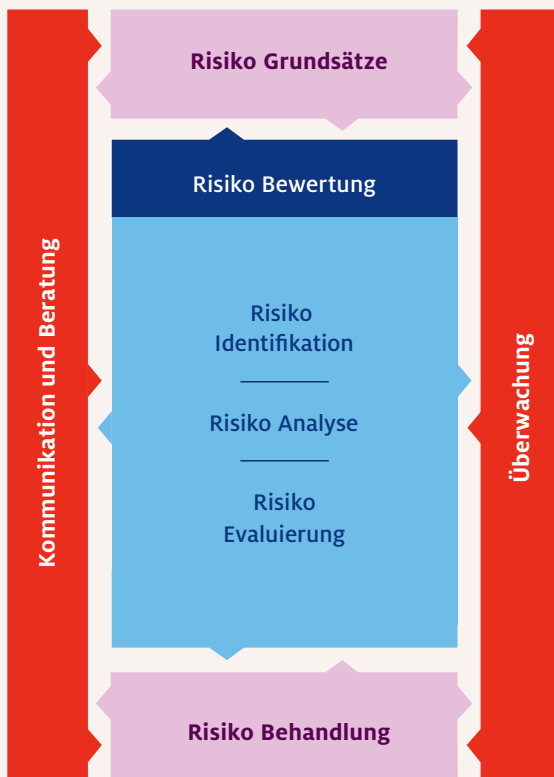 Risiko Grundsätze
Kommunikation und Beratung
Risiko Bewertung
Risiko
Identifikation
Risiko Analyse
Risiko
Evaluierung
Überwachung
Risiko Behandlung